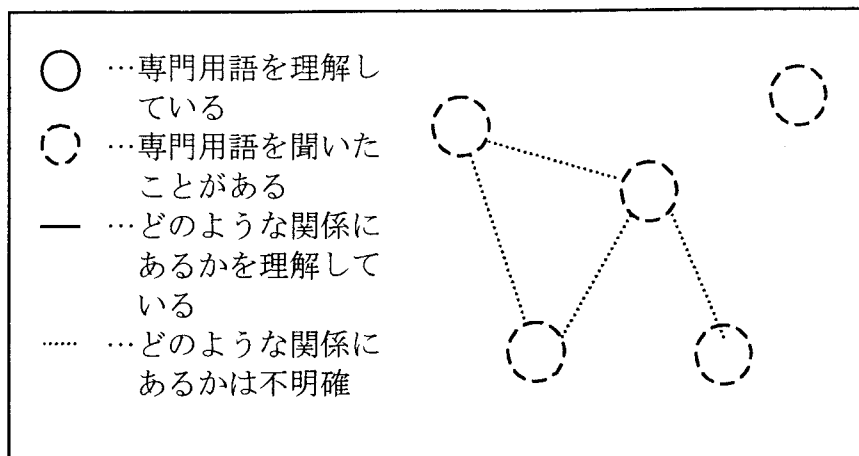 …専門用語を理解し
ている
…専門用語を聞いた
ことがある
…どのような関係に
あるかを理解して
いる
…どのような関係に
あるかは不明確